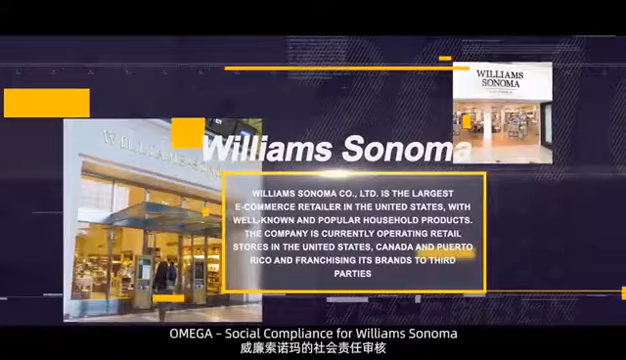 WILLIAMS
SONOMA
WILLIAMS SONO
Williams Sonoma
WILLIAMS SONOMA CO., LTD. IS THE LARGEST
E-COMMERCE RETAILER IN THE UNITED STATES, WITH
WELL-KNOWN AND POPULAR HOUSEHOLD PRODUCTS.
THE COMPANY IS CURRENTLY OPERATING RETAIL
STORES IN THE UNITED STATES, CANADA AND PUERTO
RICO AND FRANCHISING ITS BRANDS TO THIRD
PARTIES
OMEGA – Social Compliance for Williams Sonoma
威廉索诺玛的社会责任审核